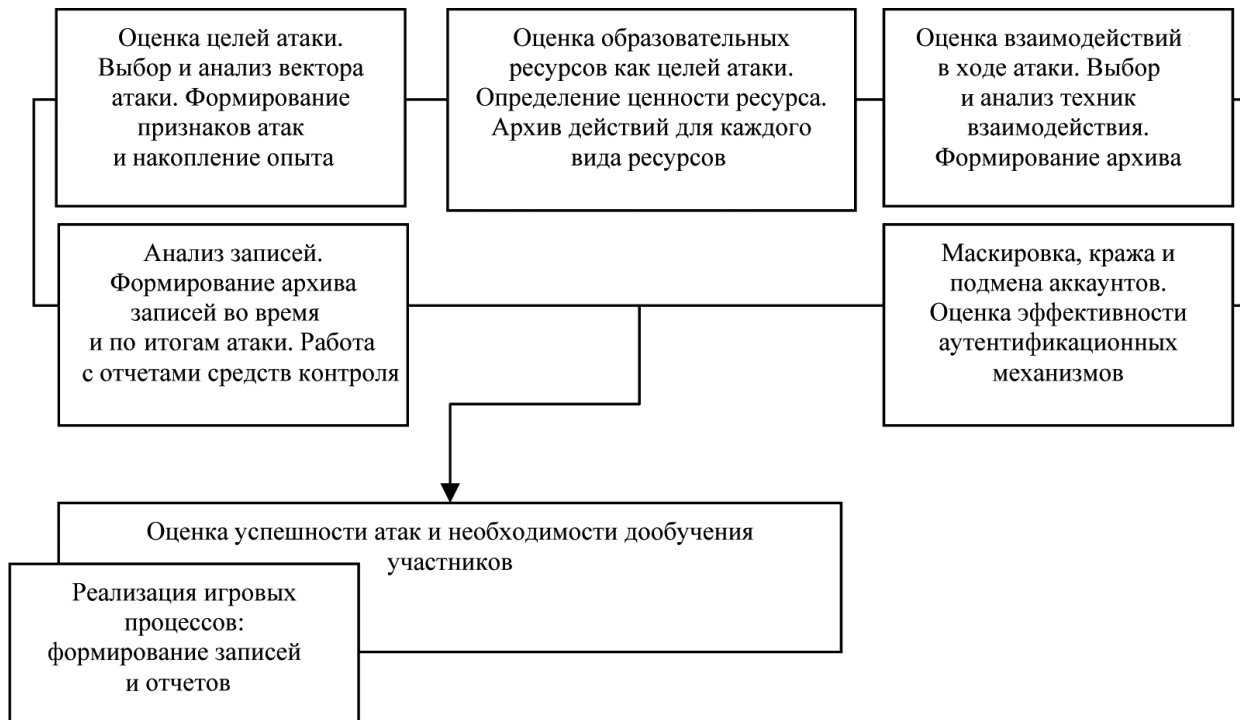 Оценка целей атаки.
Выбор и анализ вектора
атаки. Формирование
признаков атак
и накопление опыта
Оценка образовательных
ресурсов как целей атаки.
Определение ценности ресурса.
Архив действий для каждого
вида ресурсов
Оценка взаимодействий
в ходе атаки. Выбор
и анализ техник
взаимодействия.
Формирование архива
Анализ записей.
Формирование архива
записей во время
и по итогам атаки. Работа
с отчетами средств контроля
Маскировка, кража и
подмена аккаунтов.
Оценка эффективности
аутентификационных
механизмов
Оценка успешности атак и необходимости дообучения
участников
Реализация игровых
процессов:
формирование записей
и отчетов